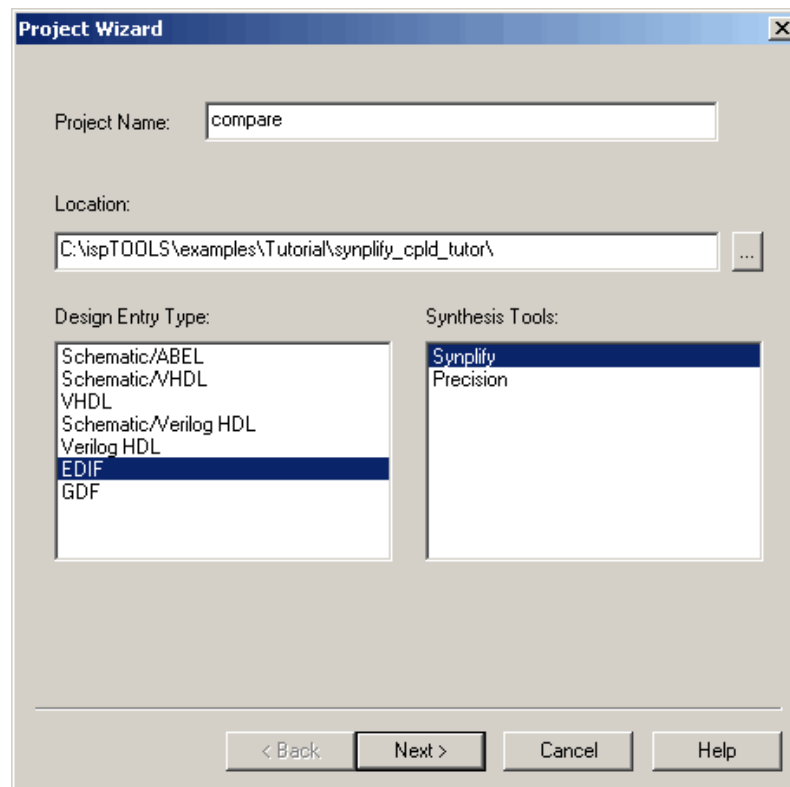 Project Wizard
Project Name: compare
Location:
C:\ispTOOLS\examples\Tutorial\synplify_cpld_tutor\ ...
Design Entry Type:
Schematic/ABEL
Schematic/VHDL
VHDL
Schematic/Verilog HDL
Verilog HDL
EDIF
GDF
Synthesis Tools:
Synplify
Precision
< Back Next > Cancel Help